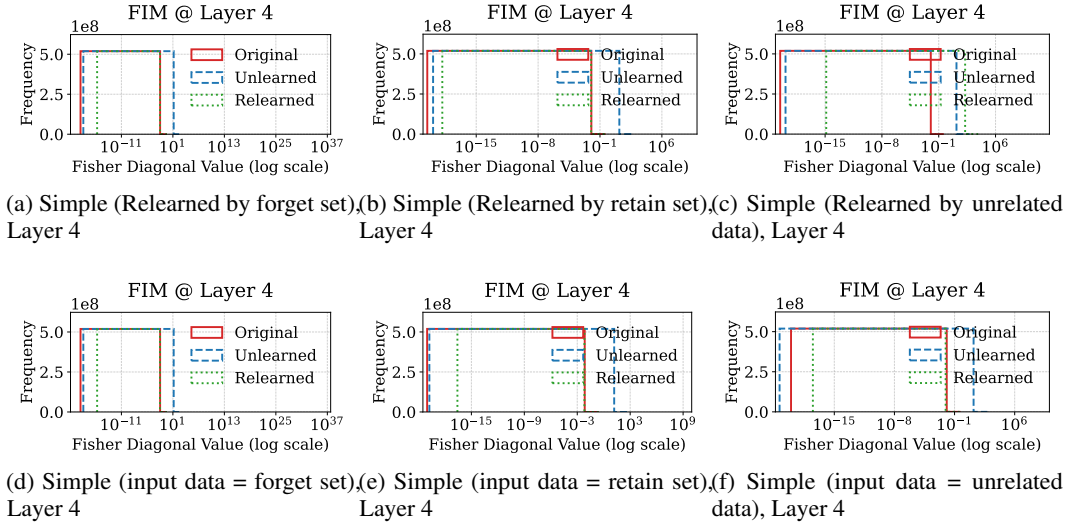 FIM @ Layer 4
1e8
Frequency
5.0
2.5
0.0
Original
Unlearned
Relearned
10^-11 10^1 10^13 10^25 10^37
Fisher Diagonal Value (log scale)
(a) Simple (Relearned by forget set),
Layer 4
FIM @ Layer 4
1e8
Frequency
5.0
2.5
0.0
Original
Unlearned
Relearned
10^-15 10^-8 10^-1 10^6
Fisher Diagonal Value (log scale)
(b) Simple (Relearned by retain set),
Layer 4
FIM @ Layer 4
1e8
Frequency
5.0
2.5
0.0
Original
Unlearned
Relearned
10^-15 10^-8 10^-1 10^6
Fisher Diagonal Value (log scale)
(c) Simple (Relearned by unrelated
data), Layer 4
FIM @ Layer 4
1e8
Frequency
5.0
2.5
0.0
Original
Unlearned
Relearned
10^-11 10^1 10^13 10^25 10^37
Fisher Diagonal Value (log scale)
(d) Simple (input data = forget set),
Layer 4
FIM @ Layer 4
1e8
Frequency
5.0
2.5
0.0
Original
Unlearned
Relearned
10^-15 10^-9 10^-3 10^3 10^9
Fisher Diagonal Value (log scale)
(e) Simple (input data = retain set),
Layer 4
FIM @ Layer 4
1e8
Frequency
5.0
2.5
0.0
Original
Unlearned
Relearned
10^-15 10^-8 10^-1 10^6
Fisher Diagonal Value (log scale)
(f) Simple (input data = unrelated
data), Layer 4